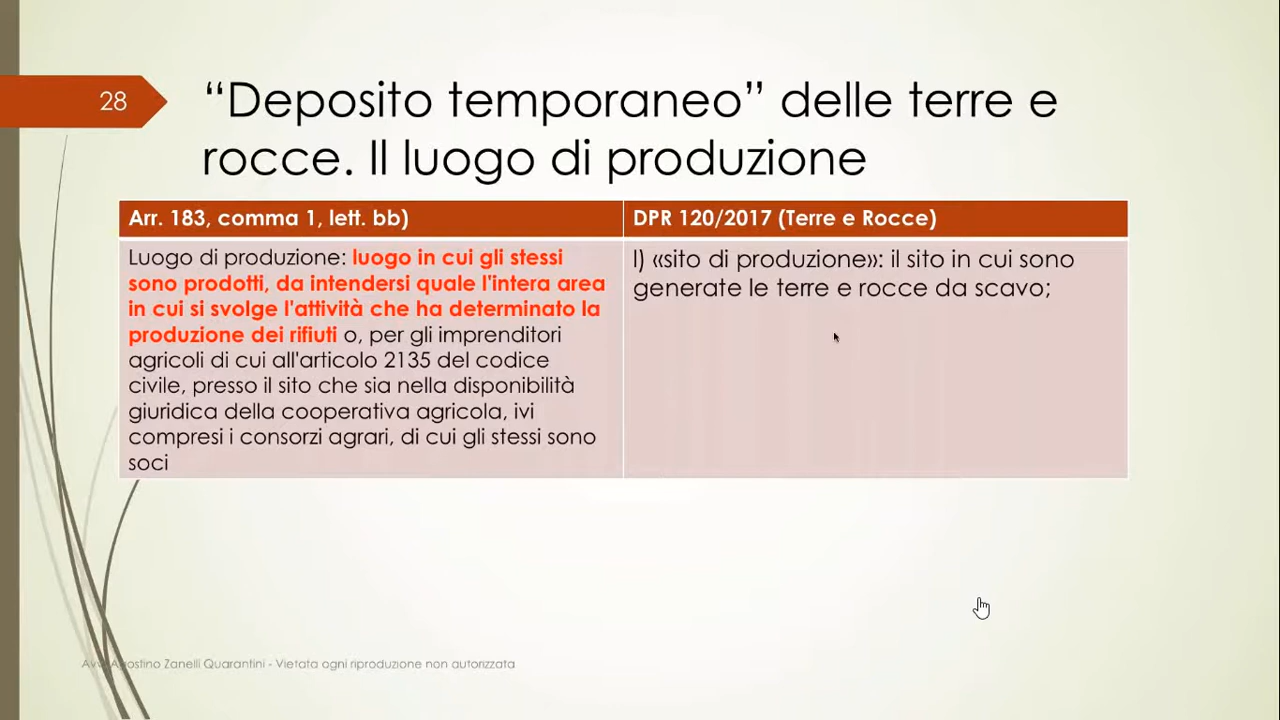 28
“Deposito temporaneo” delle terre e
rocce. Il luogo di produzione
Arr. 183, comma 1, lett. bb)
DPR 120/2017 (Terre e Rocce)
Luogo di produzione: luogo in cui gli stessi
sono prodotti, da intendersi quale l'intera area
in cui si svolge l'attività che ha determinato la
produzione dei rifiuti o, per gli imprenditori
agricoli di cui all'articolo 2135 del codice
civile, presso il sito che sia nella disponibilità
giuridica della cooperativa agricola, ivi
compresi i consorzi agrari, di cui gli stessi sono
soci
l) «sito di produzione»: il sito in cui sono
generate le terre e rocce da scavo;
Avv. Agostino Zanelli Quarantini - Vietata ogni riproduzione non autorizzata